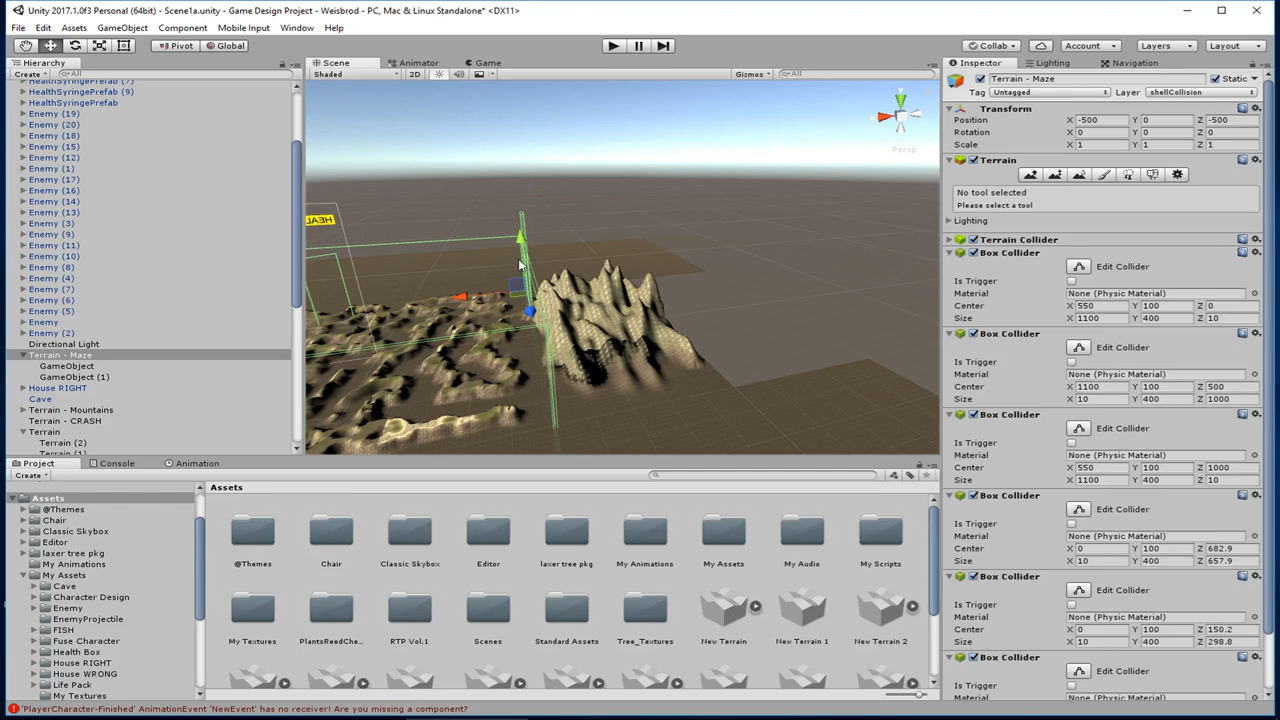 Unity 2017.1.0f3 Personal (64bit) - Scene1a.unity - Game Design Project - Weisbrod - PC, Mac & Linux Standalone* <DX11>
File Edit Assets GameObject Component Mobile Input Window Help
Pivot Global Collab Account Layers Layout
Hierarchy
Create All
HealthSyringePrefab (7)
HealthSyringePrefab (9)
HealthSyringePrefab
Enemy (19)
Enemy (20)
Enemy (18)
Enemy (15)
Enemy (12)
Enemy (1)
Enemy (17)
Enemy (16)
Enemy (14)
Enemy (13)
Enemy (3)
Enemy (9)
Enemy (11)
Enemy (10)
Enemy (8)
Enemy (4)
Enemy (7)
Enemy (6)
Enemy (5)
Enemy
Enemy (2)
Directional Light
Terrain - Maze
GameObject
GameObject (1)
House RIGHT
Cave
Terrain - Mountains
Terrain - CRASH
Terrain
Terrain (2)
Terrain (1)
Scene Animator Game
Shaded 2D Gizmos All
HEAL
Persp
Inspector Lighting Navigation
Terrain - Maze Static
Tag Untagged Layer shellCollision
Transform
Position X -500 Y 0 Z -500
Rotation X 0 Y 0 Z 0
Scale X 1 Y 1 Z 1
Terrain
No tool selected
Please select a tool
Lighting
Terrain Collider
Box Collider
Edit Collider
Is Trigger
Material None (Physic Material)
Center X 550 Y 100 Z 0
Size X 1100 Y 400 Z 10
Box Collider
Edit Collider
Is Trigger
Material None (Physic Material)
Center X 1100 Y 100 Z 500
Size X 10 Y 400 Z 1000
Box Collider
Edit Collider
Is Trigger
Material None (Physic Material)
Center X 550 Y 100 Z 1000
Size X 1100 Y 400 Z 10
Box Collider
Edit Collider
Is Trigger
Material None (Physic Material)
Center X 0 Y 100 Z 682.9
Size X 10 Y 400 Z 657.9
Box Collider
Edit Collider
Is Trigger
Material None (Physic Material)
Center X 0 Y 100 Z 150.2
Size X 10 Y 400 Z 298.8
Box Collider
Edit Collider
Is Trigger
Material None (Physic Material)
Project Console Animation
Create
Assets
@Themes
Chair
Classic Skybox
Editor
laxer tree pkg
My Animations
My Assets
Cave
Character Design
Enemy
EnemyProjectile
FISH
Fuse Character
Health Box
House RIGHT
House WRONG
Life Pack
My Textures
Assets
@Themes Chair Classic Skybox Editor laxer tree pkg My Animations My Assets My Audio My Scripts
My Textures PlantsReedChe... RTP Vol.1 Scenes Standard Assets Tree_Textures New Terrain New Terrain 1 New Terrain 2
'PlayerCharacter-Finished' AnimationEvent 'NewEvent' has no receiver! Are you missing a component?